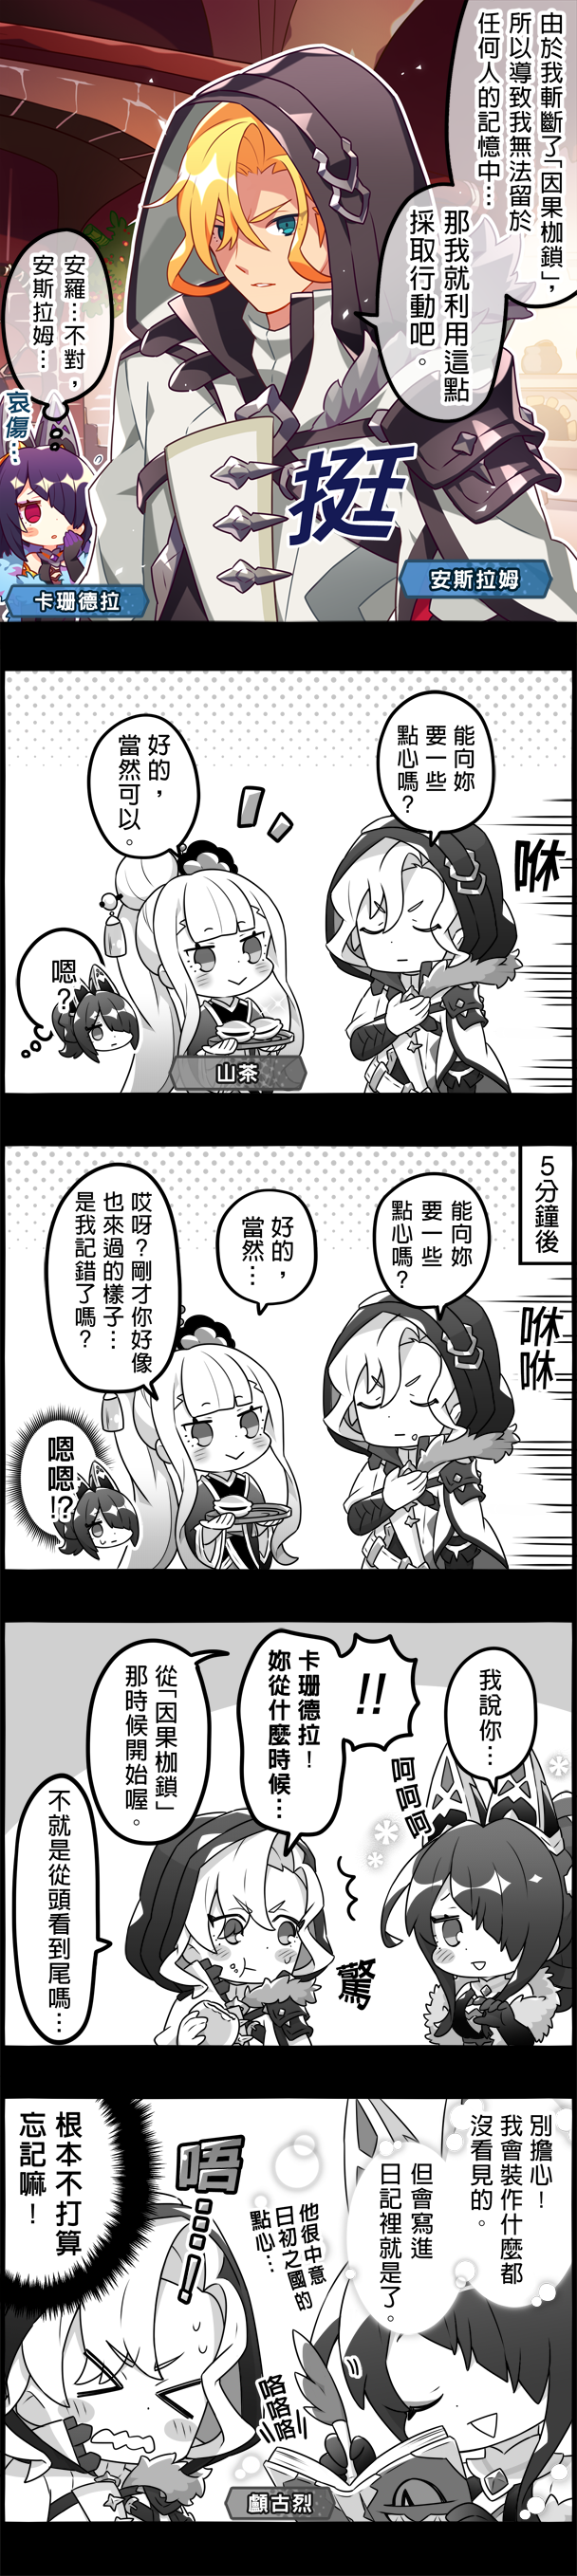 由於我斬斷了「因果枷鎖」，
所以導致我無法留於
任何人的記憶中…
那我就利用這點
採取行動吧。
安羅…不對，
安斯拉姆…
哀傷…
挺
安斯拉姆
卡珊德拉
能向妳
要一些
點心嗎？
咻
好的，
當然可以。
嗯？
山茶
5分鐘後
能向妳
要一些
點心嗎？
咻咻
好的，
當然…
哎呀？剛才你好像
也來過的樣子…
是我記錯了嗎？
嗯嗯!?
我說你…
呵呵呵
!!
卡珊德拉！
妳從什麼時候…
驚
從「因果枷鎖」
那時候開始喔。
不就是從頭看到尾嗎…
別擔心！
我會裝作什麼都
沒看見的。
但會寫進
日記裡就是了。
他很中意
日初之國的
點心…
咯咯咯
唔……！
根本不打算
忘記嘛！
顱古烈